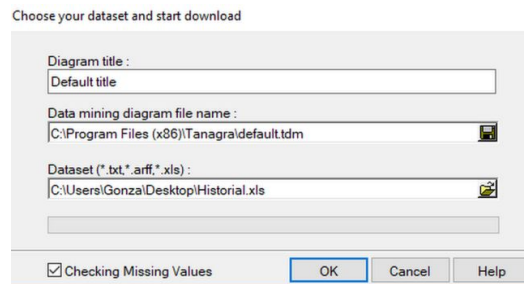 Choose your dataset and start download
Diagram title :
Default title
Data mining diagram file name :
C:\Program Files (x86)\Tanagra\default.tdm
Dataset (*.txt,*.arff,*.xls) :
C:\Users\Gonza\Desktop\Historial.xls
Checking Missing Values OK Cancel Help